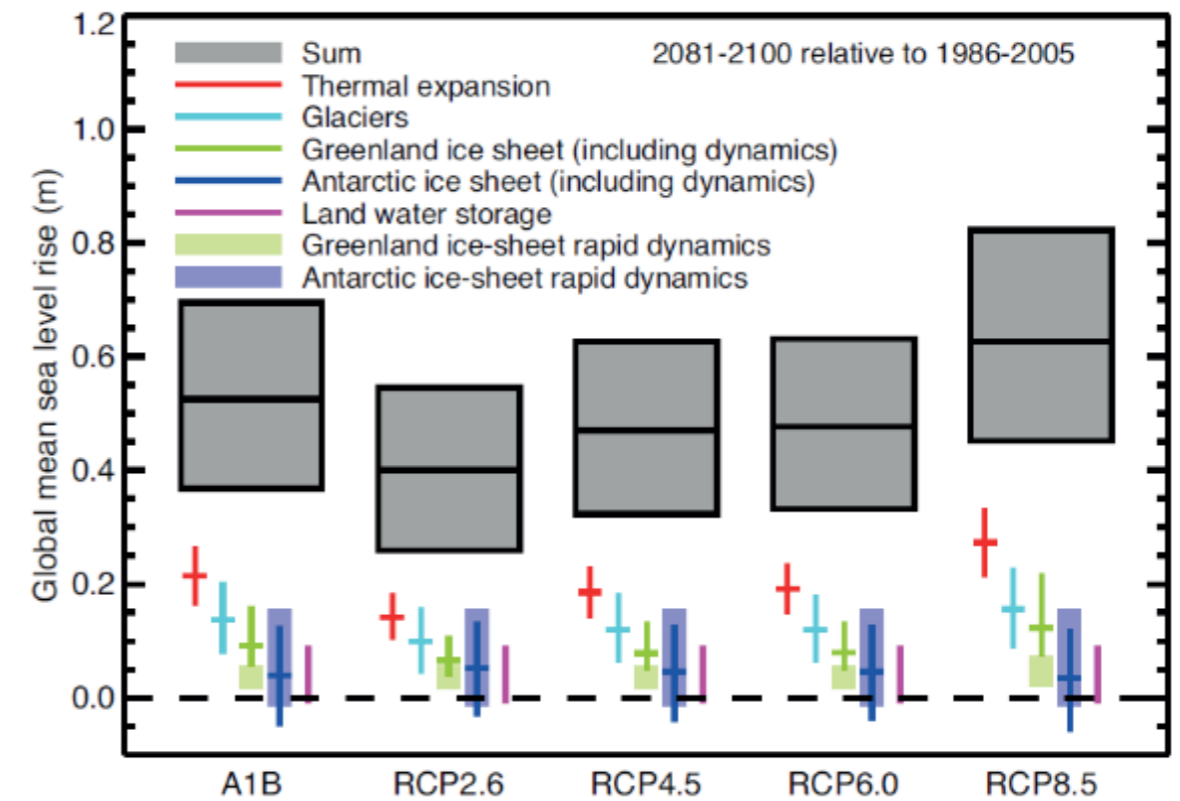 Global mean sea level rise (m)
1.2
1.0
0.8
0.6
0.4
0.2
0.0
2081-2100 relative to 1986-2005
Sum
Thermal expansion
Glaciers
Greenland ice sheet (including dynamics)
Antarctic ice sheet (including dynamics)
Land water storage
Greenland ice-sheet rapid dynamics
Antarctic ice-sheet rapid dynamics
A1B
RCP2.6
RCP4.5
RCP6.0
RCP8.5